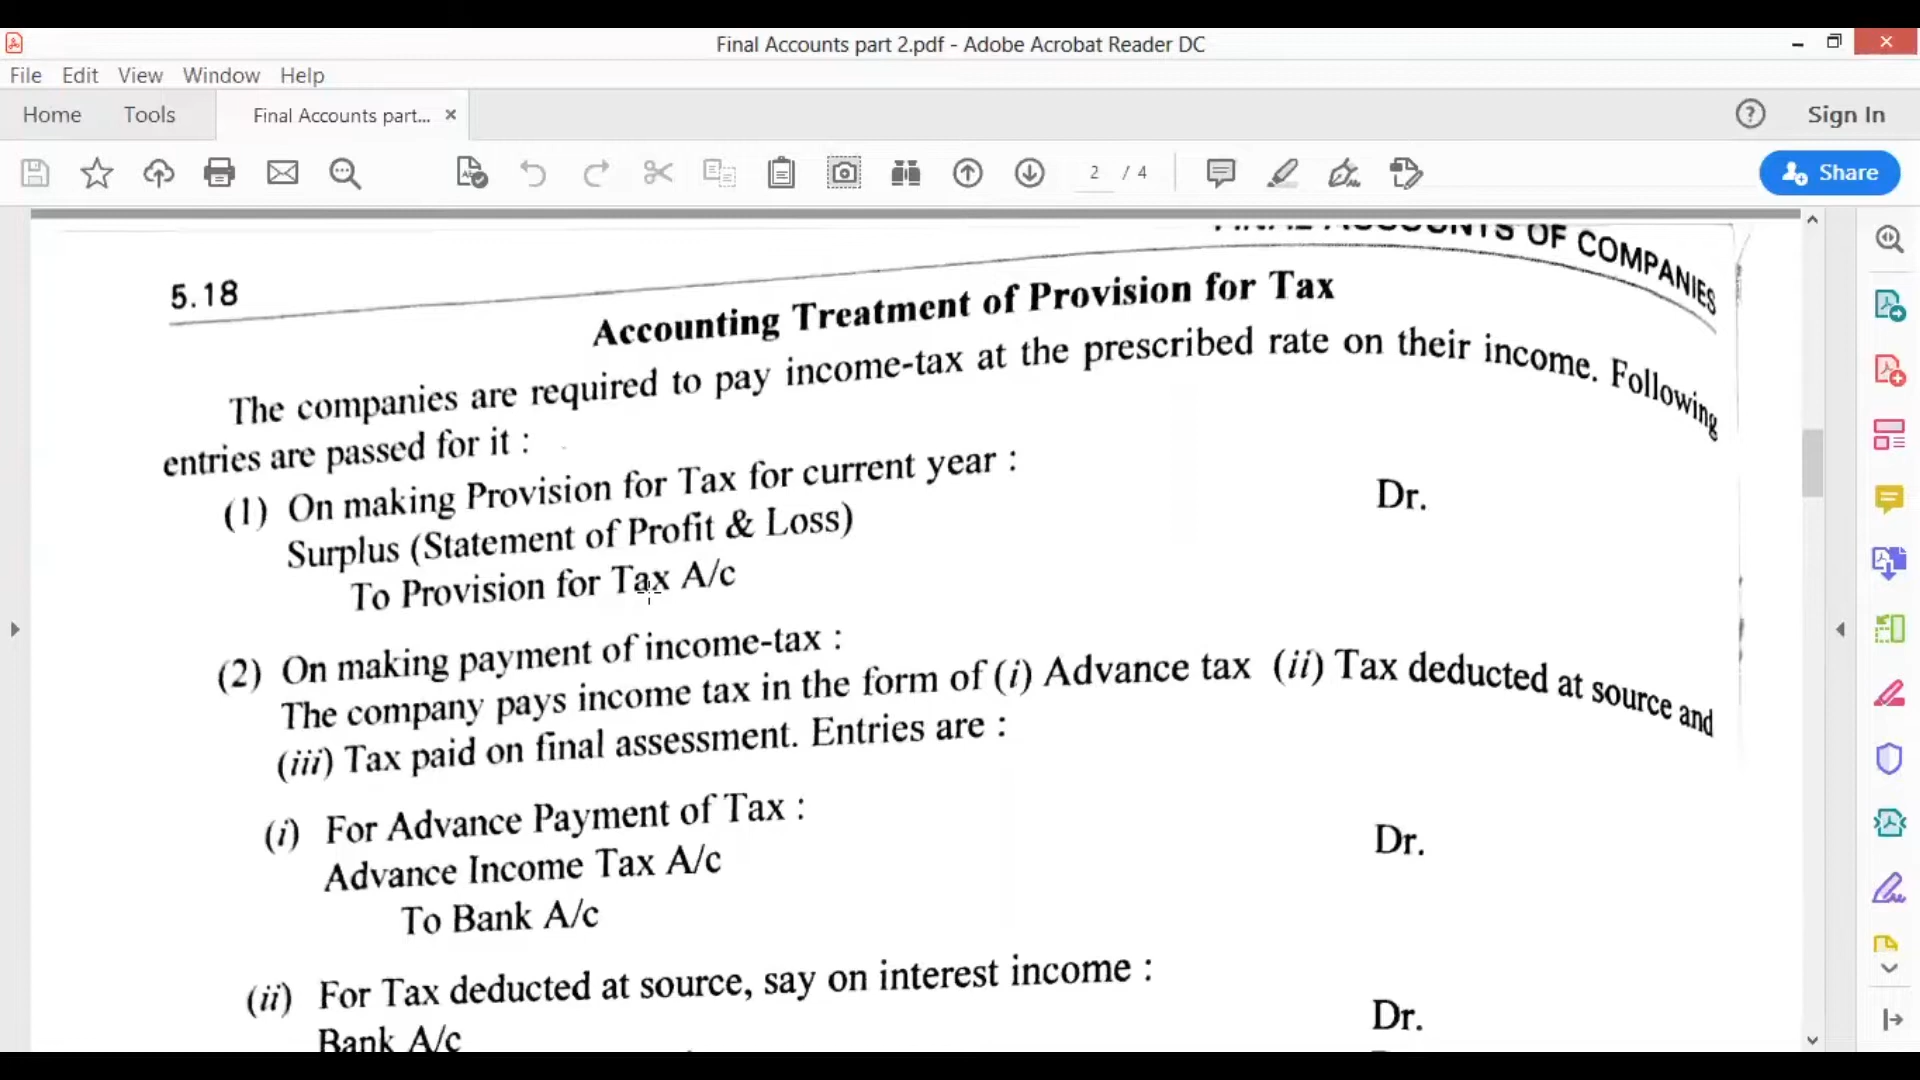 Final Accounts part 2.pdf - Adobe Acrobat Reader DC
File Edit View Window Help
Home Tools Final Accounts part... Sign In
2 / 4 Share
FINAL ACCOUNTS OF COMPANIES
5.18
Accounting Treatment of Provision for Tax
The companies are required to pay income-tax at the prescribed rate on their income. Following
entries are passed for it :
(1) On making Provision for Tax for current year :
Surplus (Statement of Profit & Loss) Dr.
To Provision for Tax A/c
(2) On making payment of income-tax :
The company pays income tax in the form of (i) Advance tax (ii) Tax deducted at source and
(iii) Tax paid on final assessment. Entries are :
(i) For Advance Payment of Tax :
Advance Income Tax A/c Dr.
To Bank A/c
(ii) For Tax deducted at source, say on interest income :
Bank A/c Dr.